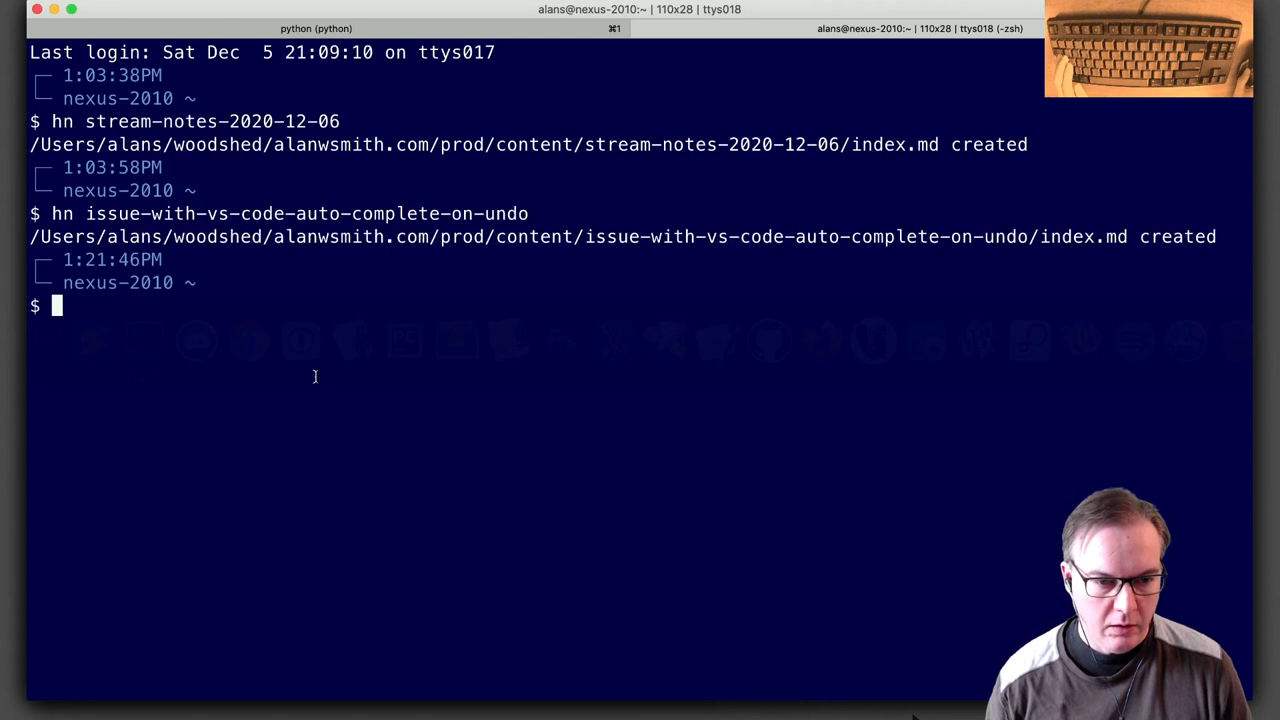 alans@nexus-2010:~ | 110x28 | ttys018
python (python) ⌘1 alans@nexus-2010:~ | 110x28 | ttys018 (-zsh)
Last login: Sat Dec  5 21:09:10 on ttys017
1:03:38PM
nexus-2010 ~
$ hn stream-notes-2020-12-06
/Users/alans/woodshed/alanwsmith.com/prod/content/stream-notes-2020-12-06/index.md created
1:03:58PM
nexus-2010 ~
$ hn issue-with-vs-code-auto-complete-on-undo
/Users/alans/woodshed/alanwsmith.com/prod/content/issue-with-vs-code-auto-complete-on-undo/index.md created
1:21:46PM
nexus-2010 ~
$